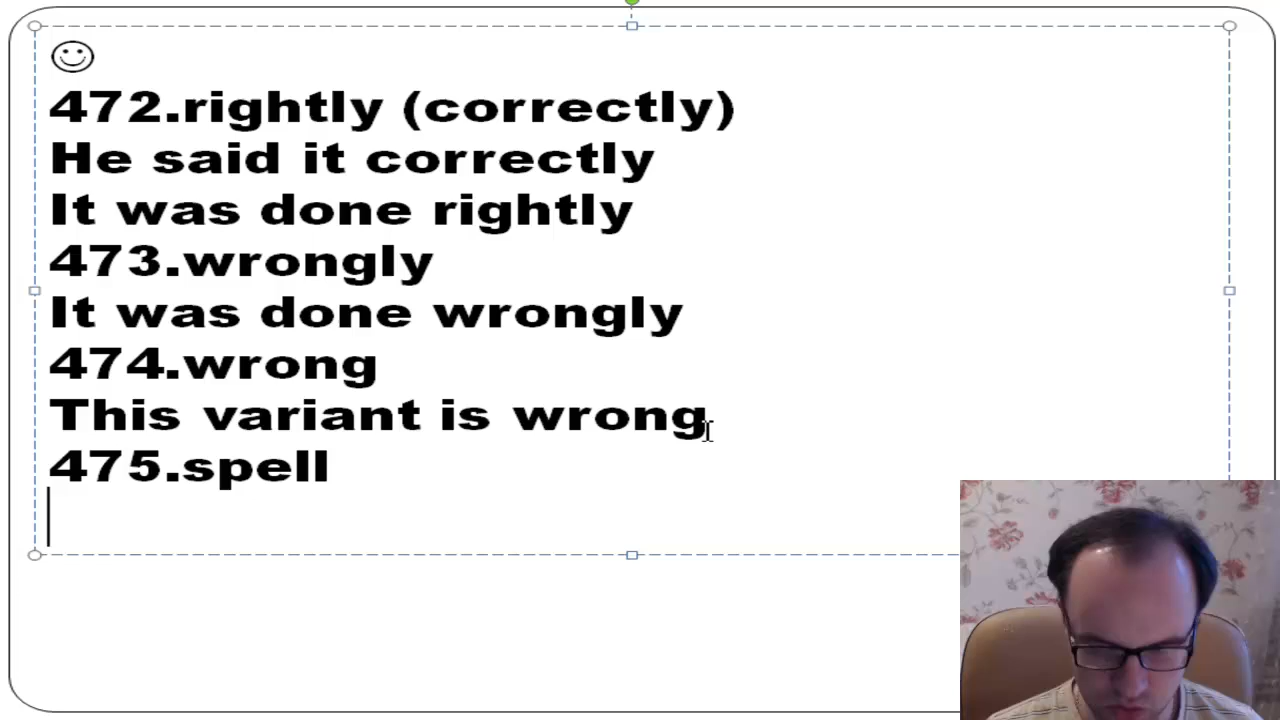 472.rightly (correctly)
He said it correctly
It was done rightly
473.wrongly
It was done wrongly
474.wrong
This variant is wrong
475.spell